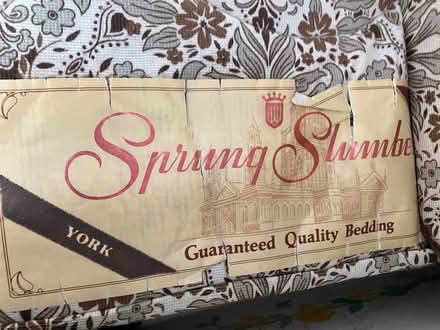 Sprung Slumbe
YORK
Guaranteed Quality Bedding